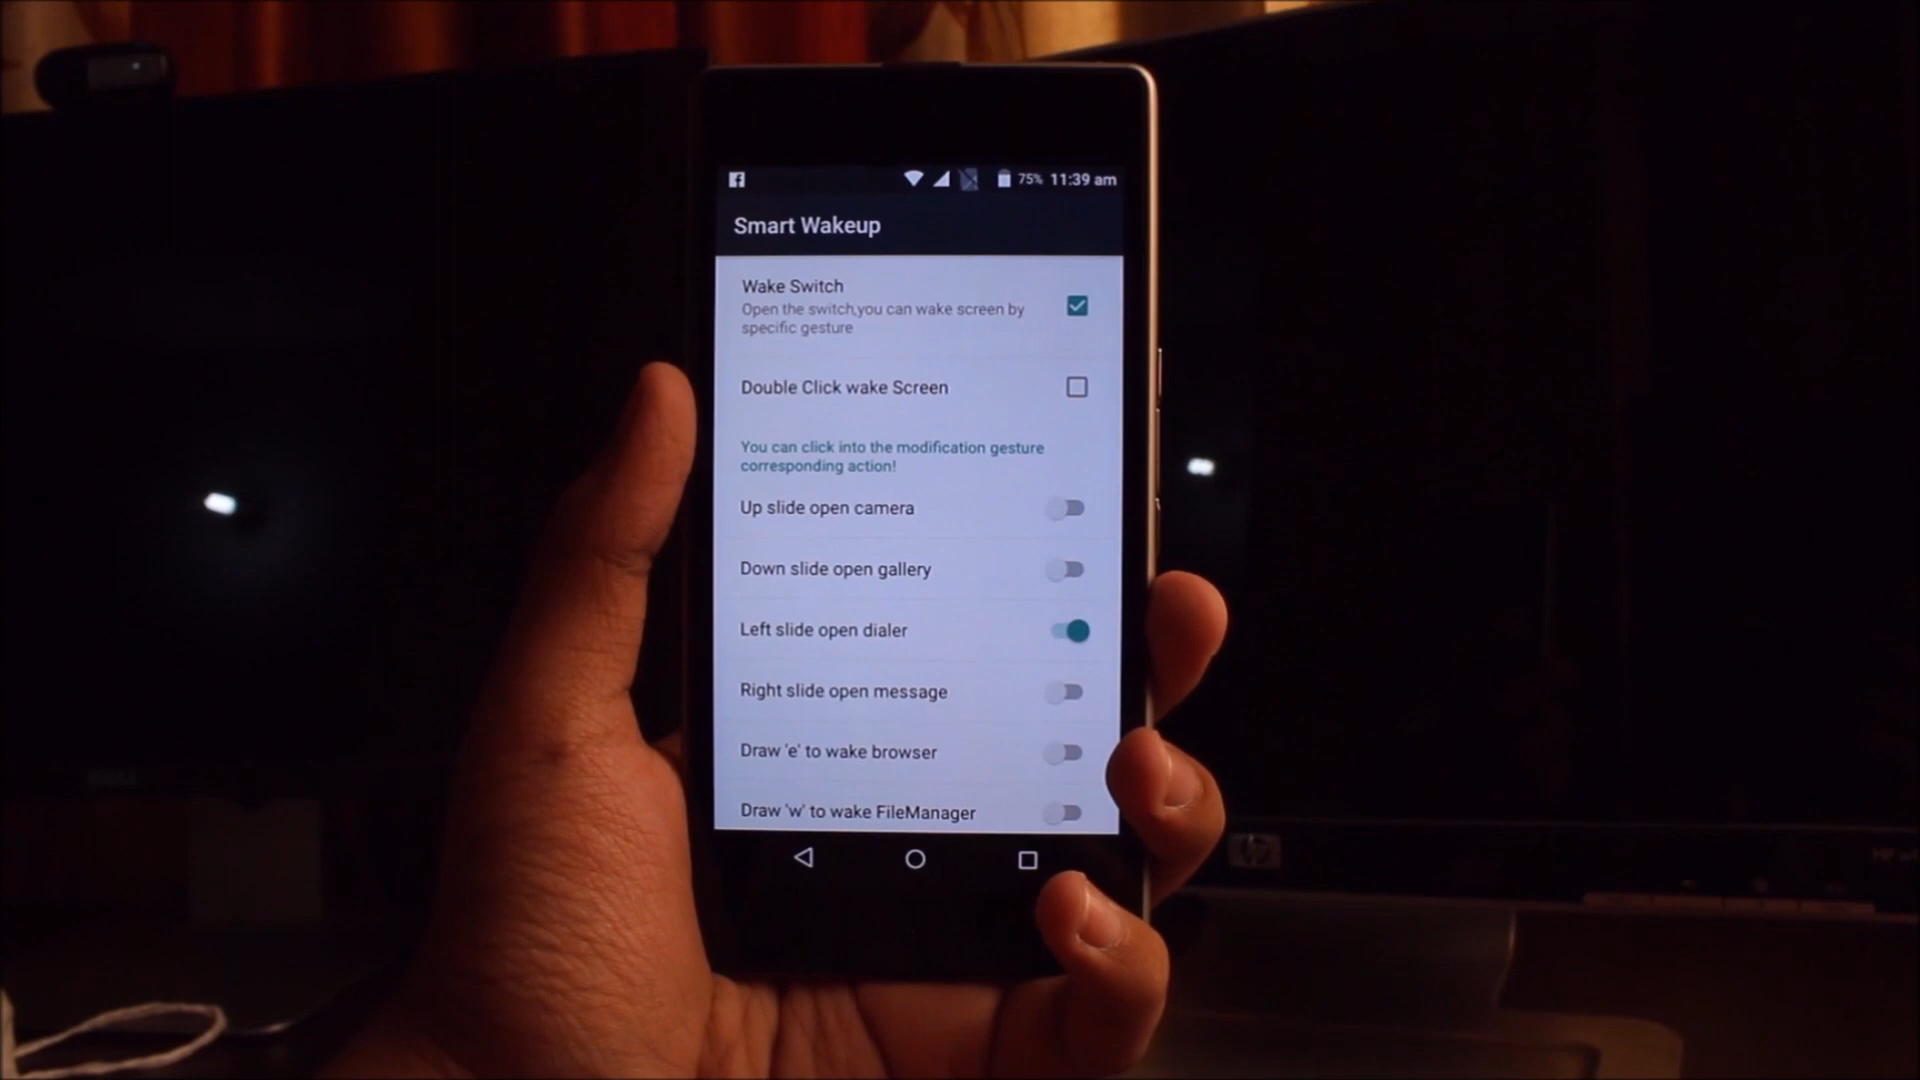 75% 11:39 am
Smart Wakeup
Wake Switch
Open the switch,you can wake screen by
specific gesture
Double Click wake Screen
You can click into the modification gesture
corresponding action!
Up slide open camera
Down slide open gallery
Left slide open dialer
Right slide open message
Draw 'e' to wake browser
Draw 'w' to wake FileManager
hp